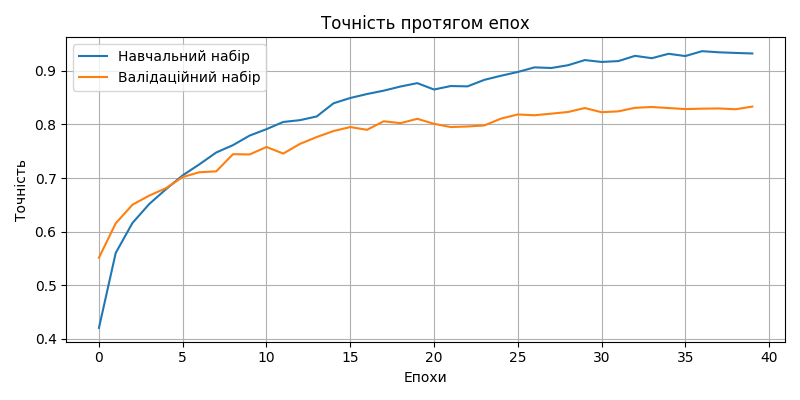 Точність протягом епох
Навчальний набір
Валідаційний набір
Точність
0.9
0.8
0.7
0.6
0.5
0.4
0 5 10 15 20 25 30 35 40
Епохи